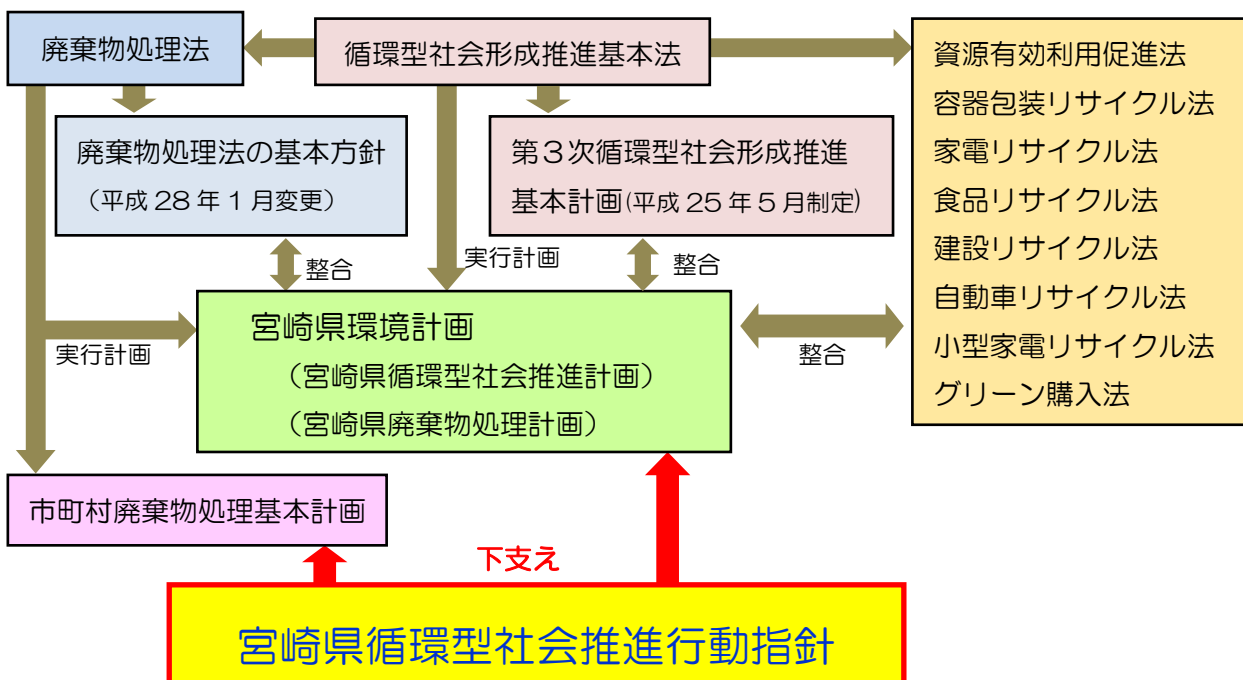 廃棄物処理法
循環型社会形成推進基本法
資源有効利用促進法
容器包装リサイクル法
家電リサイクル法
食品リサイクル法
建設リサイクル法
自動車リサイクル法
小型家電リサイクル法
グリーン購入法
廃棄物処理法の基本方針
（平成 28 年 1 月変更）
第３次循環型社会形成推進
基本計画(平成 25 年 5 月制定)
整合
実行計画
整合
宮崎県環境計画
（宮崎県循環型社会推進計画）
（宮崎県廃棄物処理計画）
実行計画
整合
市町村廃棄物処理基本計画
下支え
宮崎県循環型社会推進行動指針